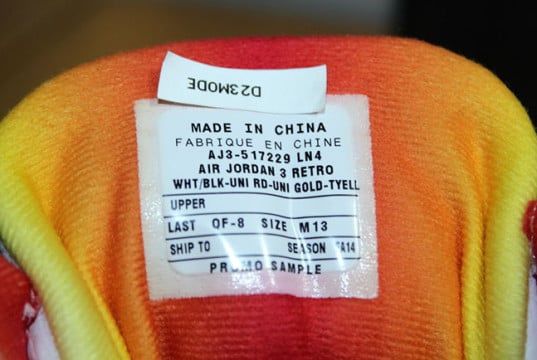 D23MODE
MADE IN CHINA
FABRIQUE EN CHINE
AJ3-517229 LN4
AIR JORDAN 3 RETRO
WHT/BLK-UNI RD-UNI GOLD-TYELL
UPPER
LAST OF-8 SIZE M13
SHIP TO SEASON FA14
PROMO SAMPLE